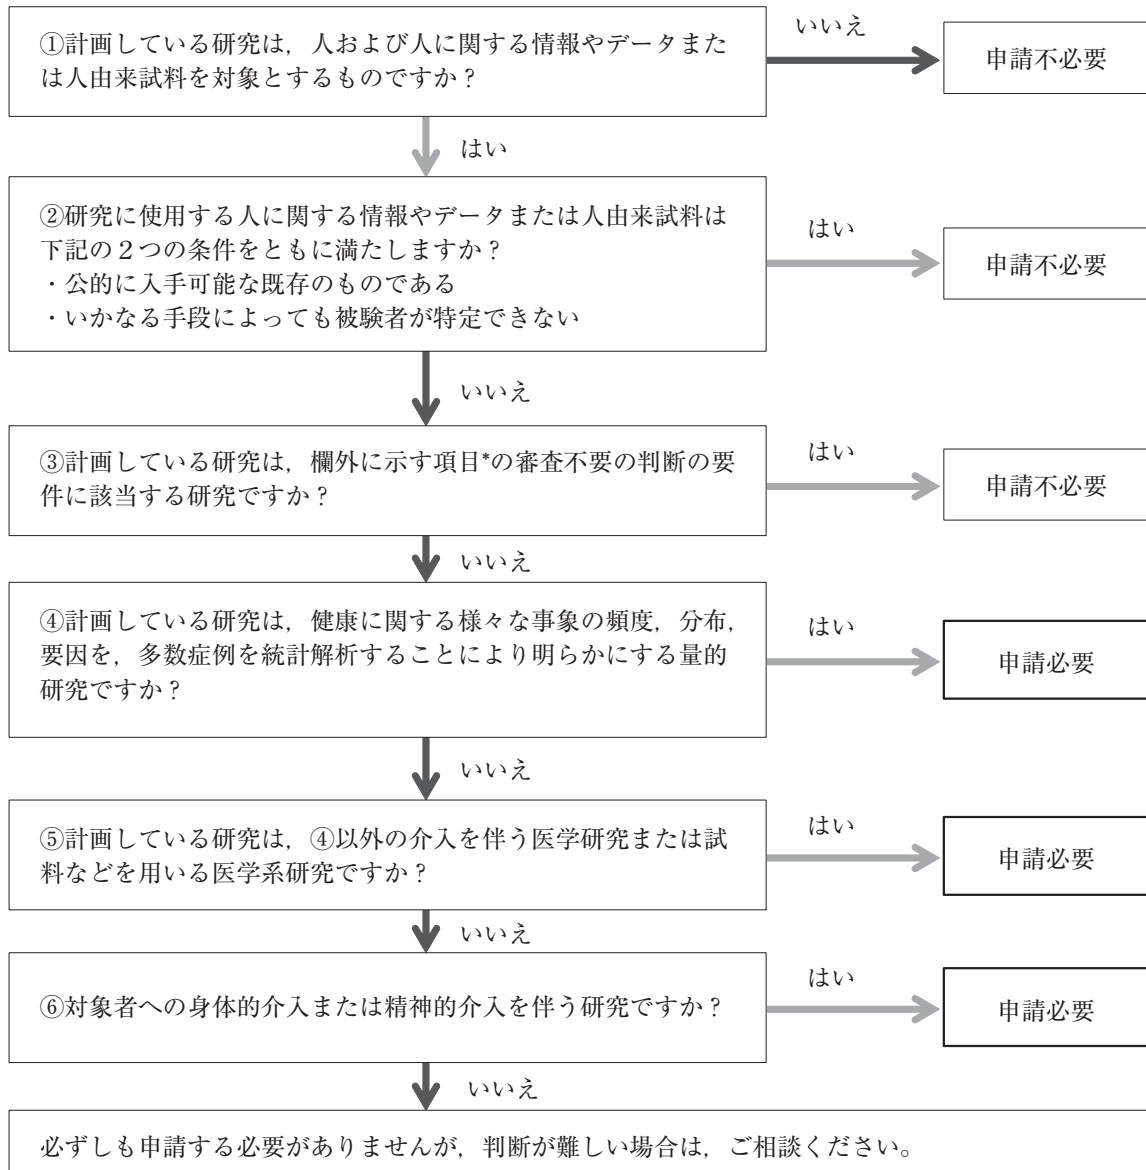 ①計画している研究は，人および人に関する情報やデータまた
は人由来試料を対象とするものですか？
いいえ
申請不必要
はい
②研究に使用する人に関する情報やデータまたは人由来試料は
下記の２つの条件をともに満たしますか？
・公的に入手可能な既存のものである
・いかなる手段によっても被験者が特定できない
はい
申請不必要
いいえ
③計画している研究は，欄外に示す項目*の審査不要の判断の要
件に該当する研究ですか？
はい
申請不必要
いいえ
④計画している研究は，健康に関する様々な事象の頻度，分布，
要因を，多数症例を統計解析することにより明らかにする量的
研究ですか？
はい
申請必要
いいえ
⑤計画している研究は，④以外の介入を伴う医学研究または試
料などを用いる医学系研究ですか？
はい
申請必要
いいえ
⑥対象者への身体的介入または精神的介入を伴う研究ですか？
はい
申請必要
いいえ
必ずしも申請する必要がありませんが，判断が難しい場合は，ご相談ください。